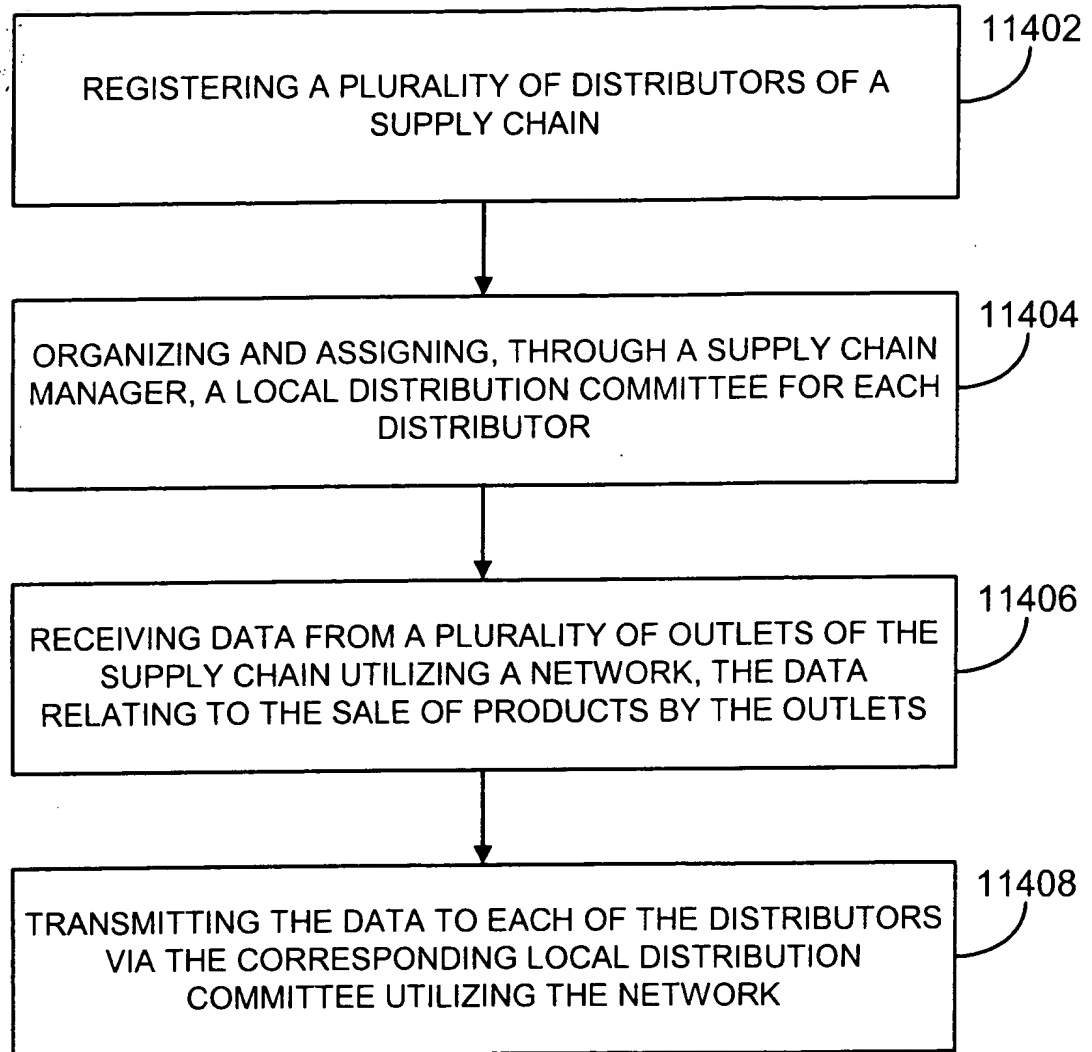 11402
REGISTERING A PLURALITY OF DISTRIBUTORS OF A
SUPPLY CHAIN
11404
ORGANIZING AND ASSIGNING, THROUGH A SUPPLY CHAIN
MANAGER, A LOCAL DISTRIBUTION COMMITTEE FOR EACH
DISTRIBUTOR
11406
RECEIVING DATA FROM A PLURALITY OF OUTLETS OF THE
SUPPLY CHAIN UTILIZING A NETWORK, THE DATA
RELATING TO THE SALE OF PRODUCTS BY THE OUTLETS
11408
TRANSMITTING THE DATA TO EACH OF THE DISTRIBUTORS
VIA THE CORRESPONDING LOCAL DISTRIBUTION
COMMITTEE UTILIZING THE NETWORK